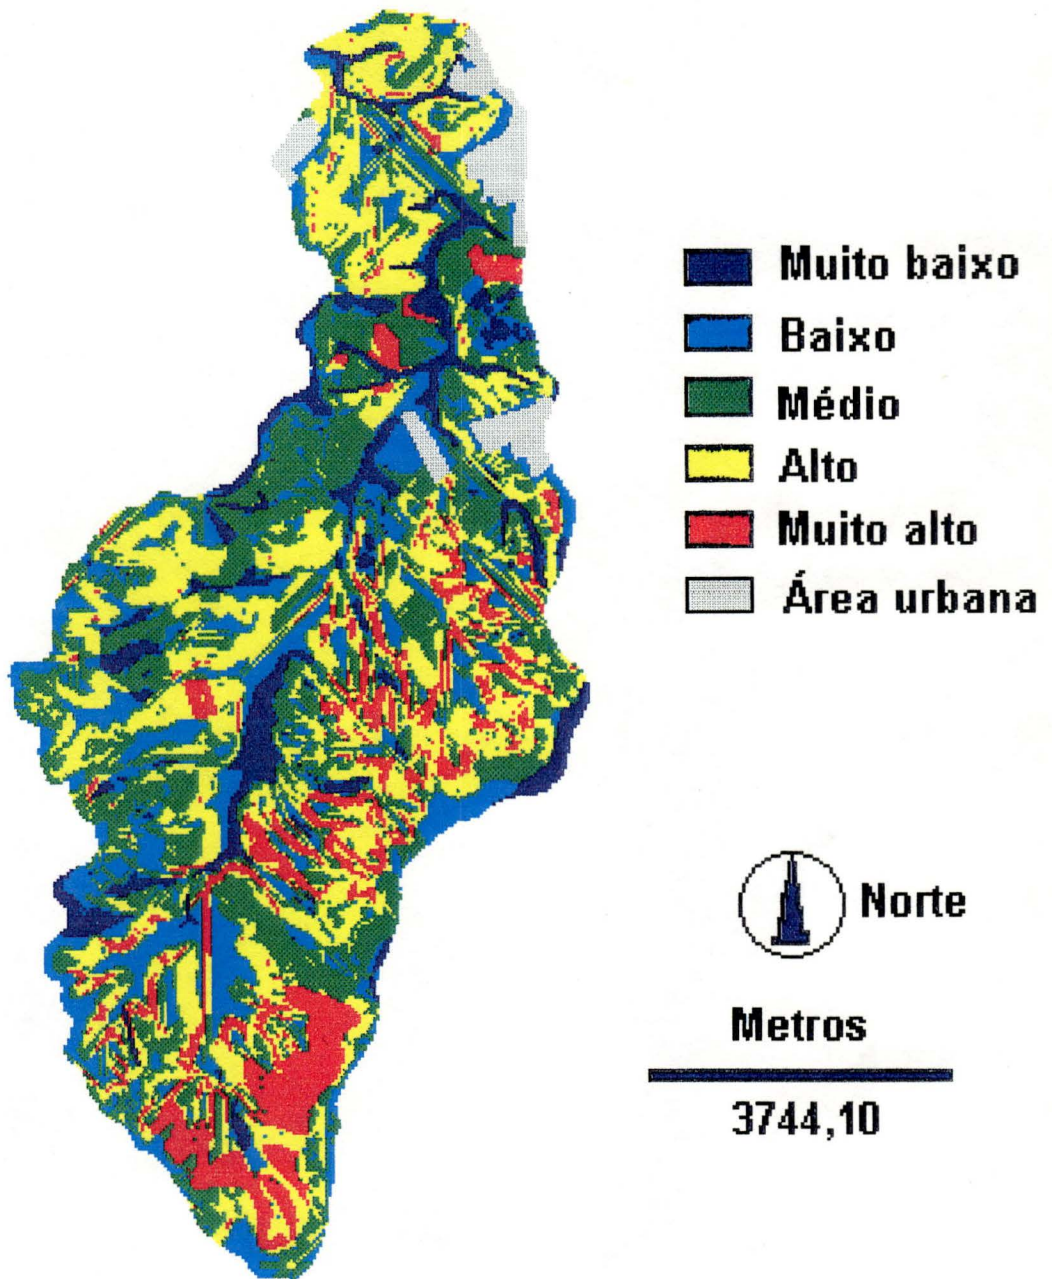 Muito baixo
Baixo
Médio
Alto
Muito alto
Área urbana
Norte
Metros
3744,10